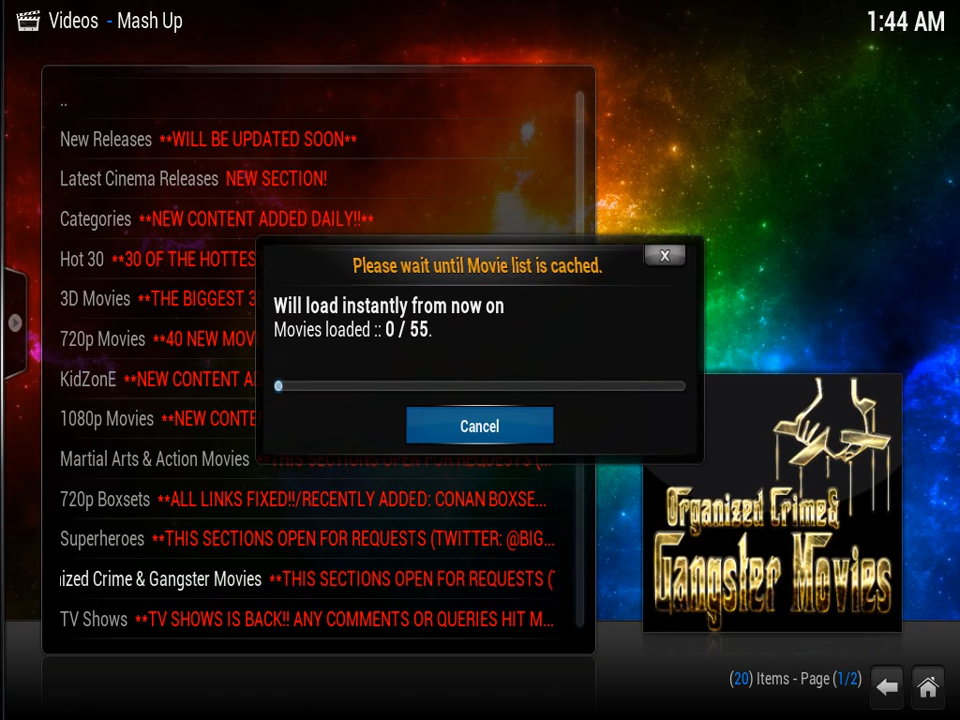 Videos - Mash Up
1:44 AM
..
New Releases **WILL BE UPDATED SOON**
Latest Cinema Releases NEW SECTION!
Categories **NEW CONTENT ADDED DAILY!!**
Hot 30 **30 OF THE HOTTES
3D Movies **THE BIGGEST 3
720p Movies **40 NEW MOV
KidZonE **NEW CONTENT A
1080p Movies **NEW CONTE
Martial Arts & Action Movies **THIS SECTIONS OPEN FOR REQUESTS (...
720p Boxsets **ALL LINKS FIXED!!/RECENTLY ADDED: CONAN BOXSE...
Superheroes **THIS SECTIONS OPEN FOR REQUESTS (TWITTER: @BIG...
ized Crime & Gangster Movies **THIS SECTIONS OPEN FOR REQUESTS (
TV Shows **TV SHOWS IS BACK!! ANY COMMENTS OR QUERIES HIT M...
Please wait until Movie list is cached.
X
Will load instantly from now on
Movies loaded :: 0 / 55.
Cancel
Organized Crime &
Gangster Movies
(20) Items - Page (1/2)